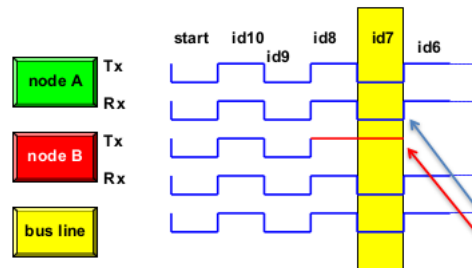 start id10 id9 id8 id7 id6
node A Tx
Rx
node B Tx
Rx
bus line